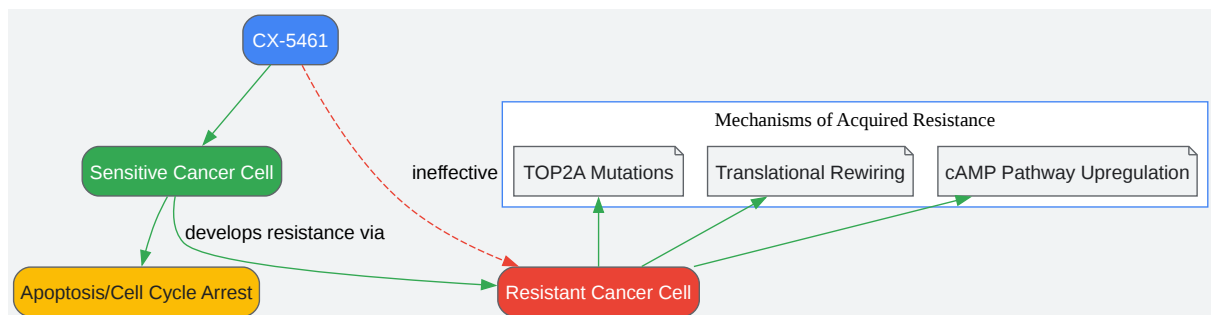 CX-5461
Mechanisms of Acquired Resistance
Sensitive Cancer Cell
ineffective
TOP2A Mutations
Translational Rewiring
cAMP Pathway Upregulation
develops resistance via
Apoptosis/Cell Cycle Arrest
Resistant Cancer Cell